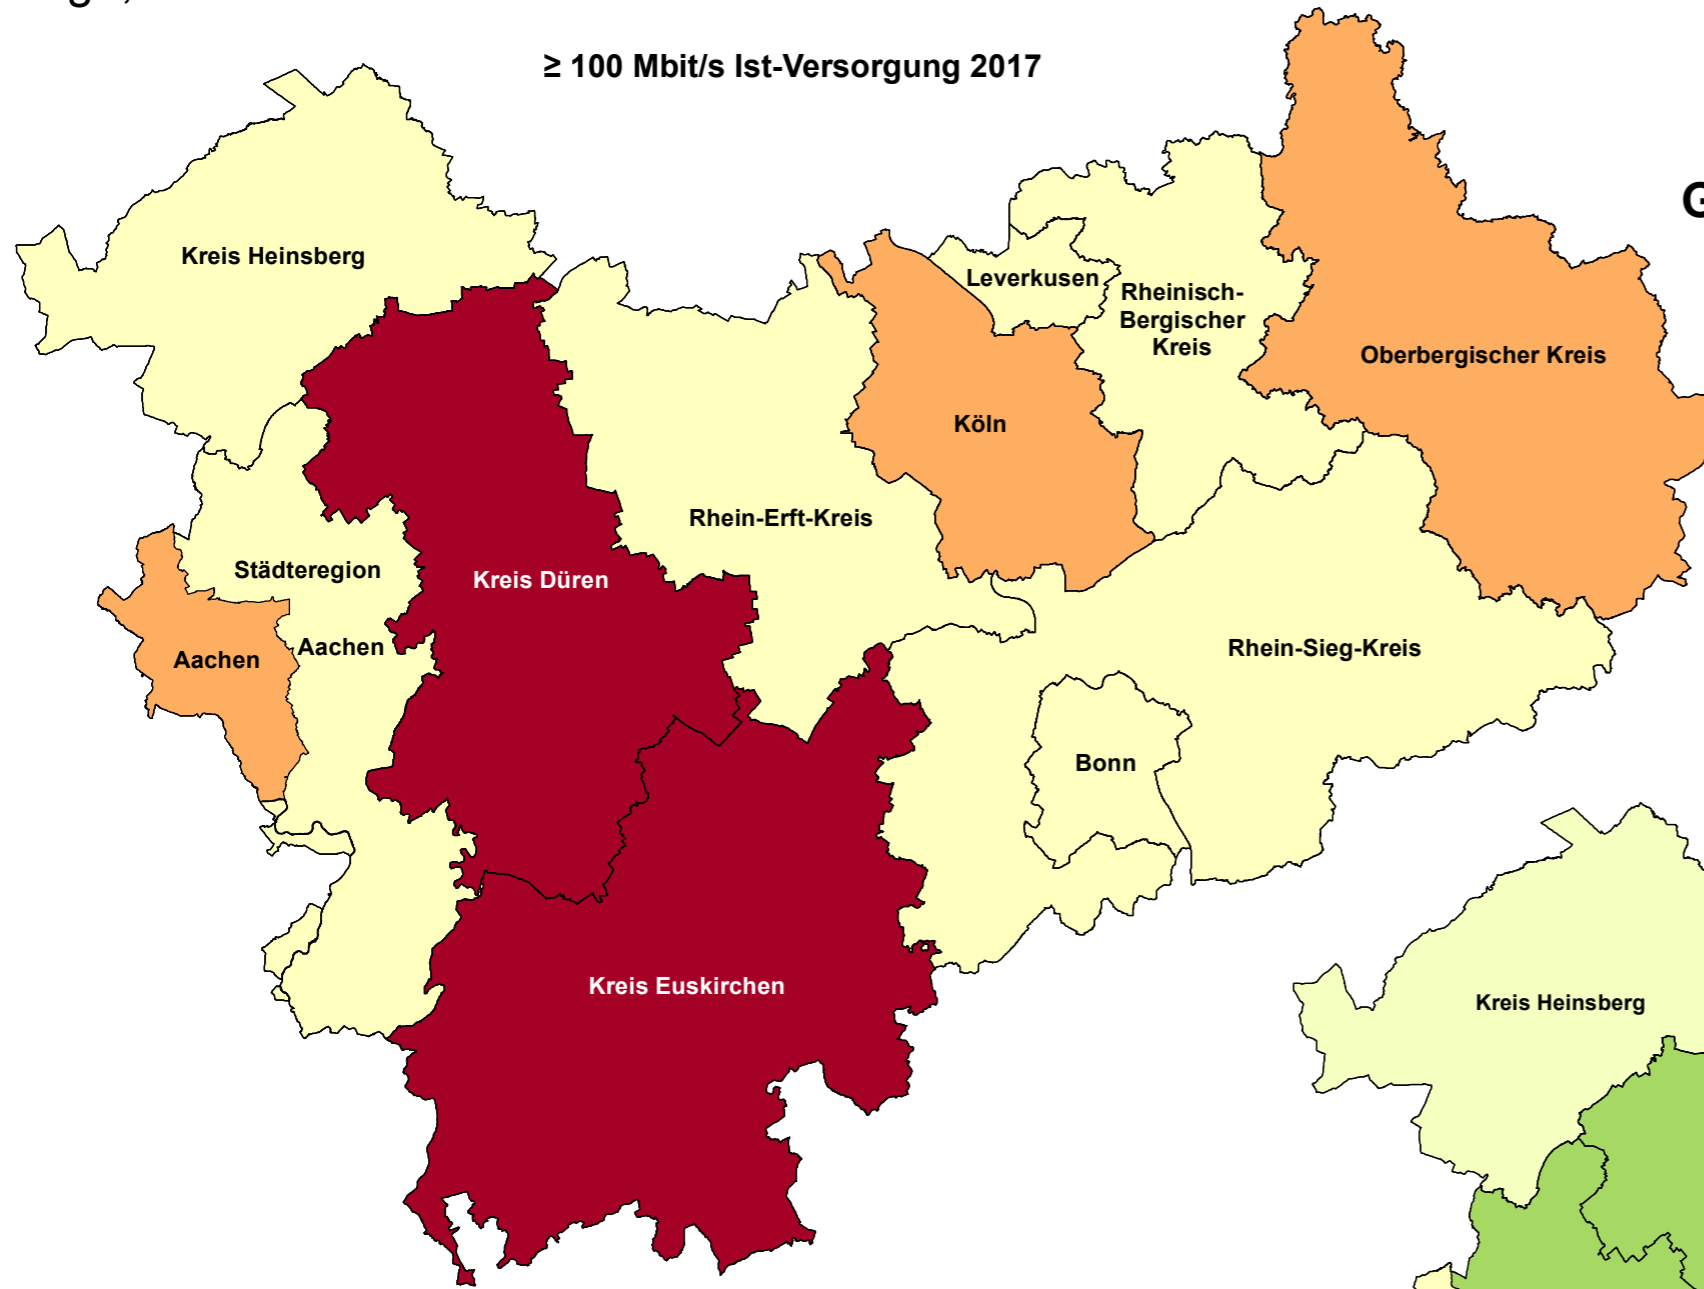 ≥ 100 Mbit/s Ist-Versorgung 2017
Kreis Heinsberg
Leverkusen
Rheinisch-
Bergischer
Kreis
Oberbergischer Kreis
Köln
Rhein-Erft-Kreis
Städteregion
Aachen
Kreis Düren
Aachen
Rhein-Sieg-Kreis
Bonn
Kreis Euskirchen
Kreis Heinsberg
G